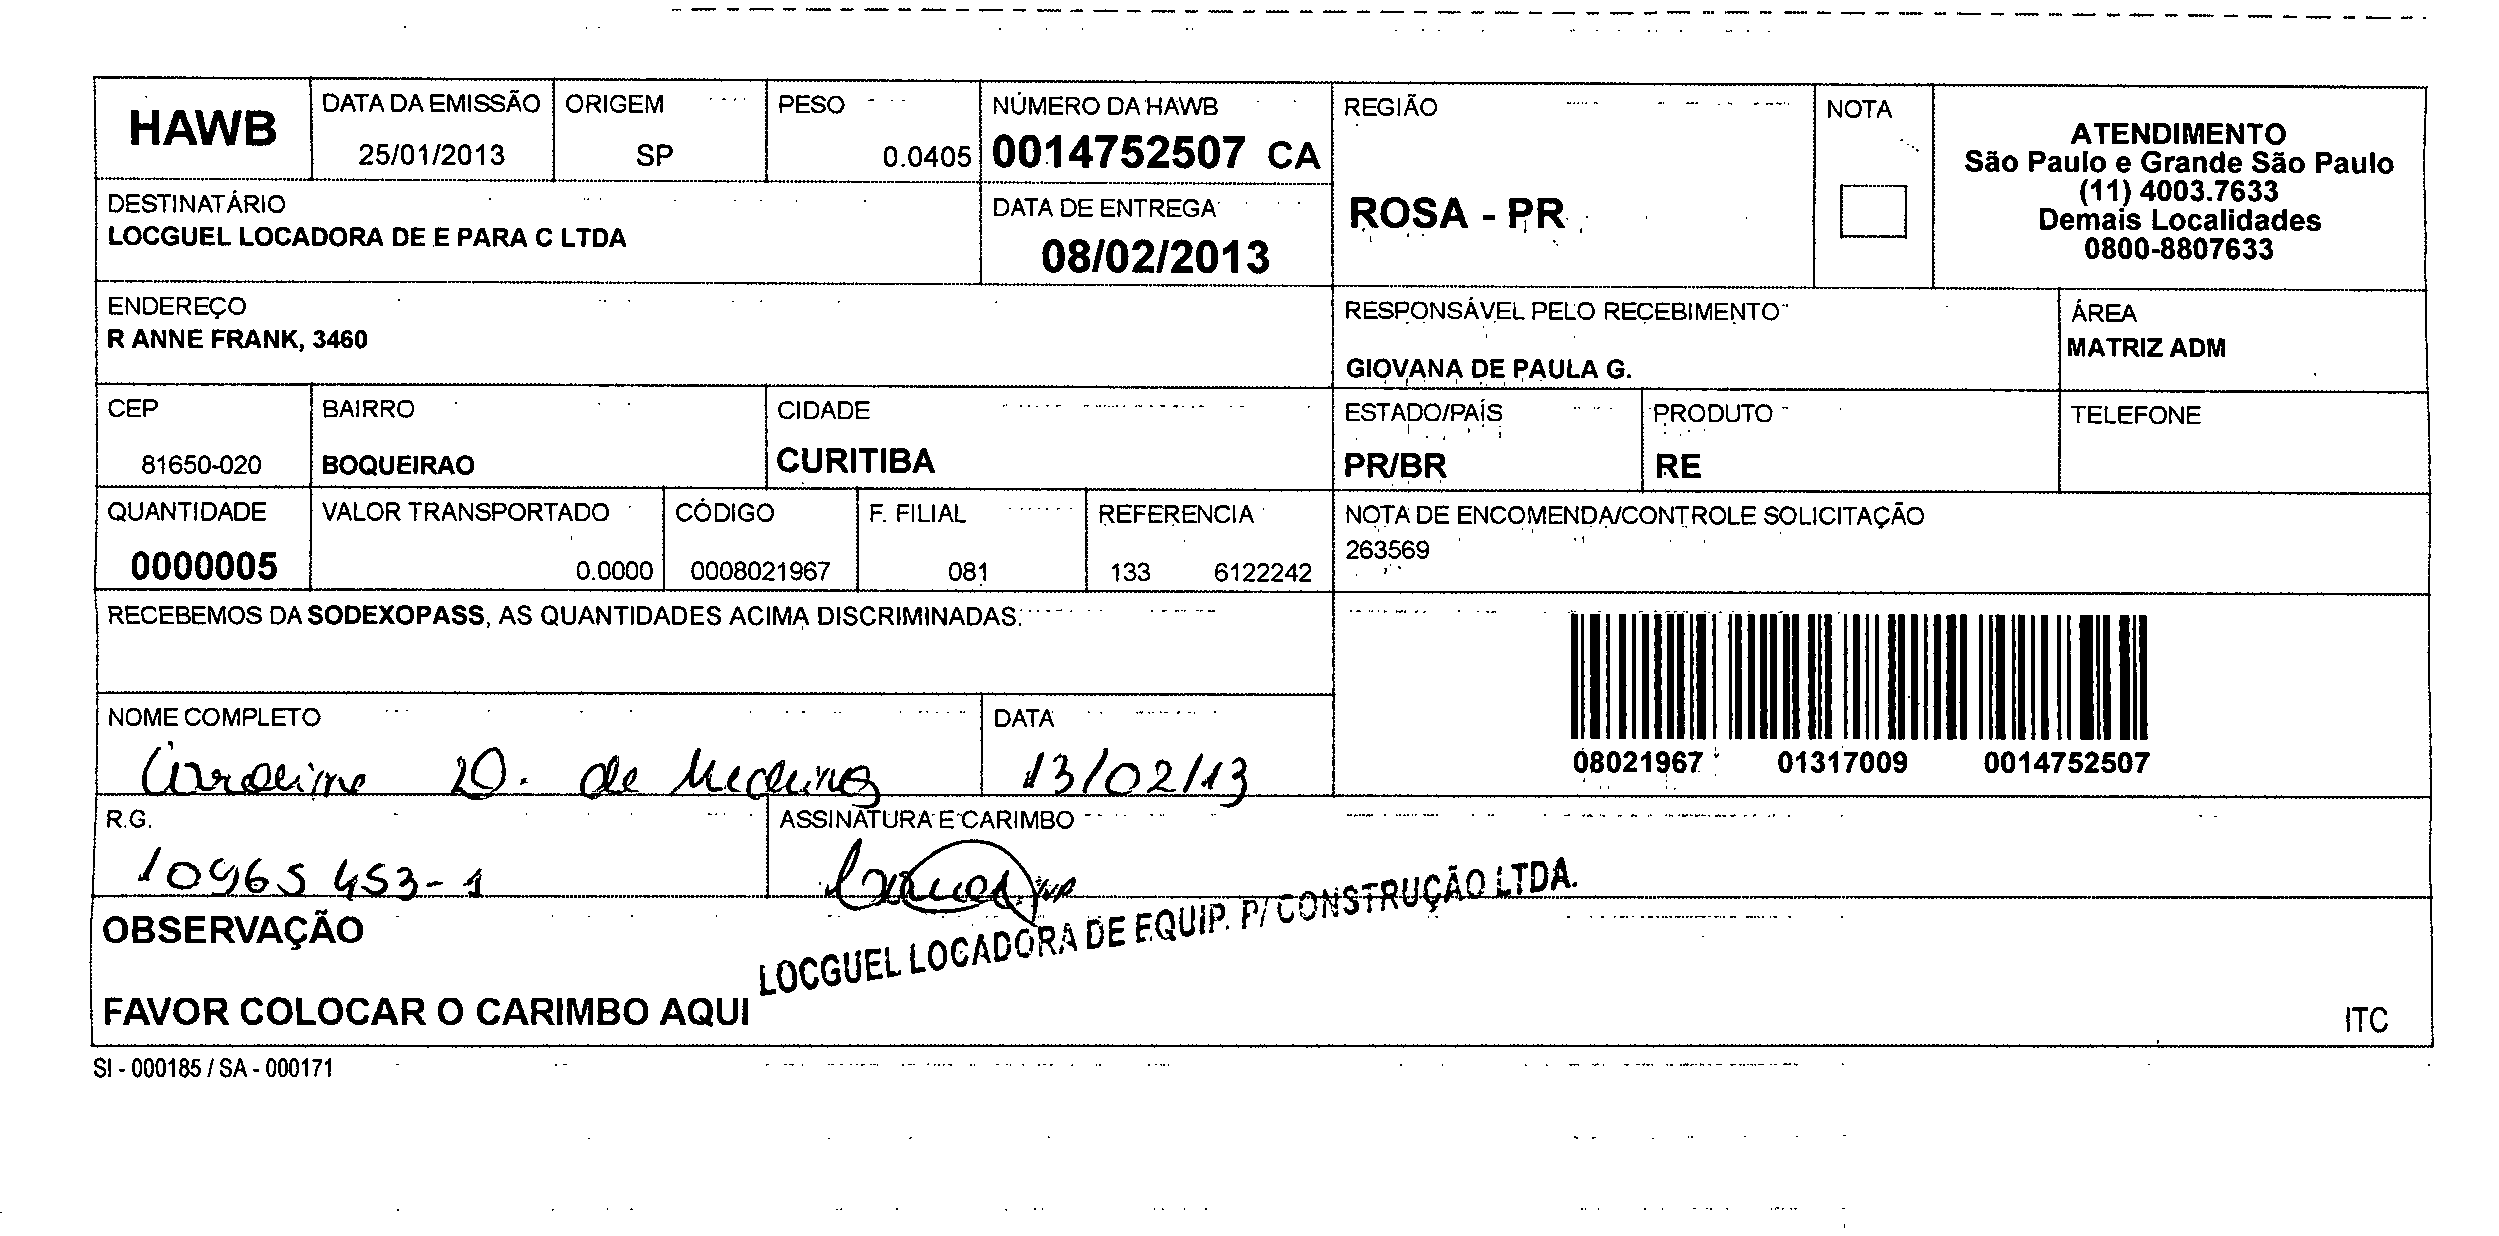 HAWB
DATA DA EMISSÃO
25/01/2013
ORIGEM
SP
PESO
0.0405
NÚMERO DA HAWB
0014752507 CA
REGIÃO
ROSA - PR
NOTA
ATENDIMENTO
São Paulo e Grande São Paulo
(11) 4003.7633
Demais Localidades
0800-8807633
DESTINATÁRIO
LOCGUEL LOCADORA DE E PARA C LTDA
DATA DE ENTREGA
08/02/2013
ENDEREÇO
R ANNE FRANK, 3460
RESPONSÁVEL PELO RECEBIMENTO
GIOVANA DE PAULA G.
ÁREA
MATRIZ ADM
CEP
81650-020
BAIRRO
BOQUEIRAO
CIDADE
CURITIBA
ESTADO/PAÍS
PR/BR
PRODUTO
RE
TELEFONE
QUANTIDADE
0000005
VALOR TRANSPORTADO
0.0000
CÓDIGO
0008021967
F. FILIAL
081
REFERENCIA
133 6122242
NOTA DE ENCOMENDA/CONTROLE SOLICITAÇÃO
263569
RECEBEMOS DA SODEXOPASS, AS QUANTIDADES ACIMA DISCRIMINADAS.
08021967 01317009 0014752507
NOME COMPLETO
Caroline D. de Medeiros
DATA
13/02/13
R.G.
10965453-1
ASSINATURA E CARIMBO
LOCGUEL LOCADORA DE EQUIP. P/ CONSTRUÇÃO LTDA.
OBSERVAÇÃO
FAVOR COLOCAR O CARIMBO AQUI
ITC
SI - 000185 / SA - 000171